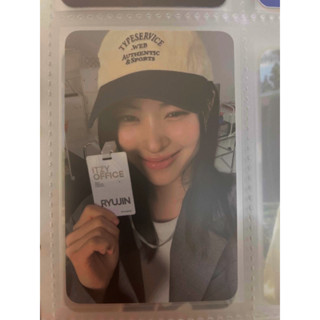 TYPESERVICE
.WEB
AUTHENTIC
& SPORTS
ITZY
OFFICE
RYUJIN